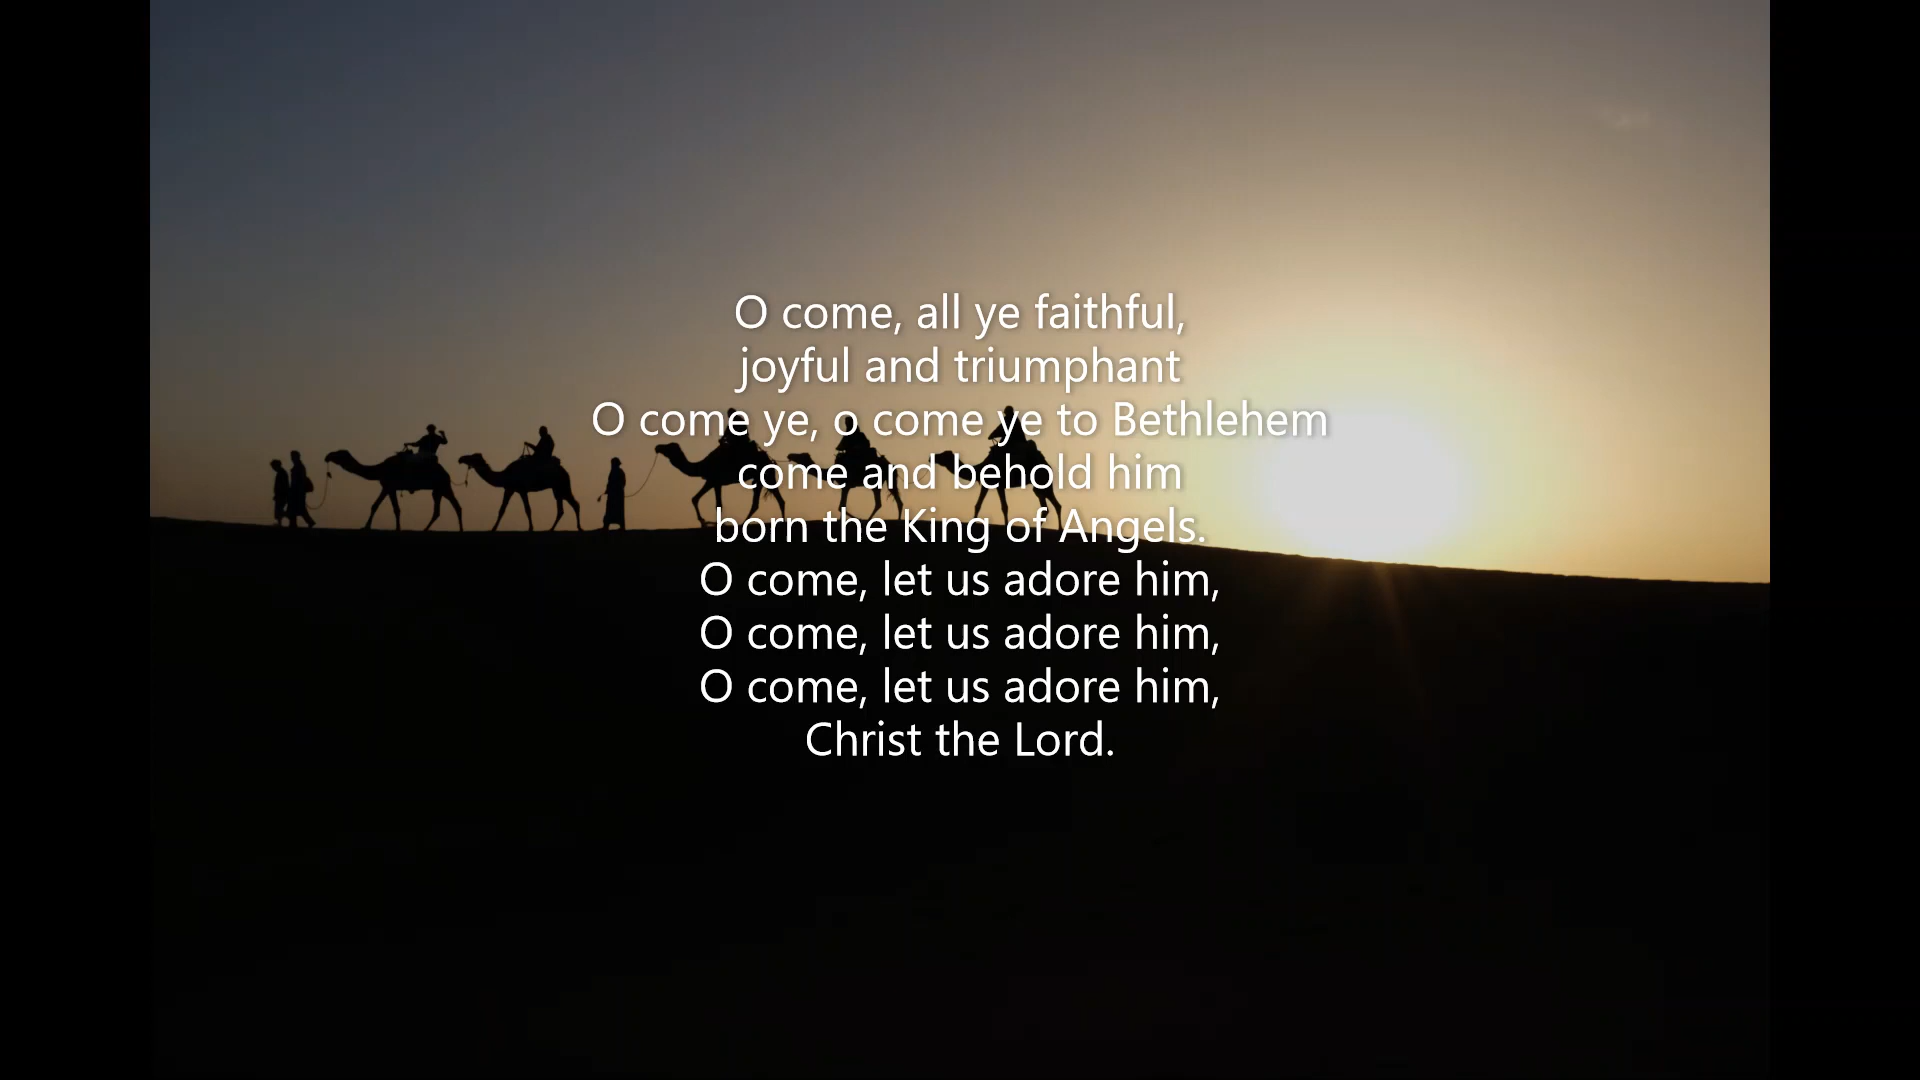 O come, all ye faithful,
joyful and triumphant
O come ye, o come ye to Bethlehem
come and behold him
born the King of Angels.
O come, let us adore him,
O come, let us adore him,
O come, let us adore him,
Christ the Lord.